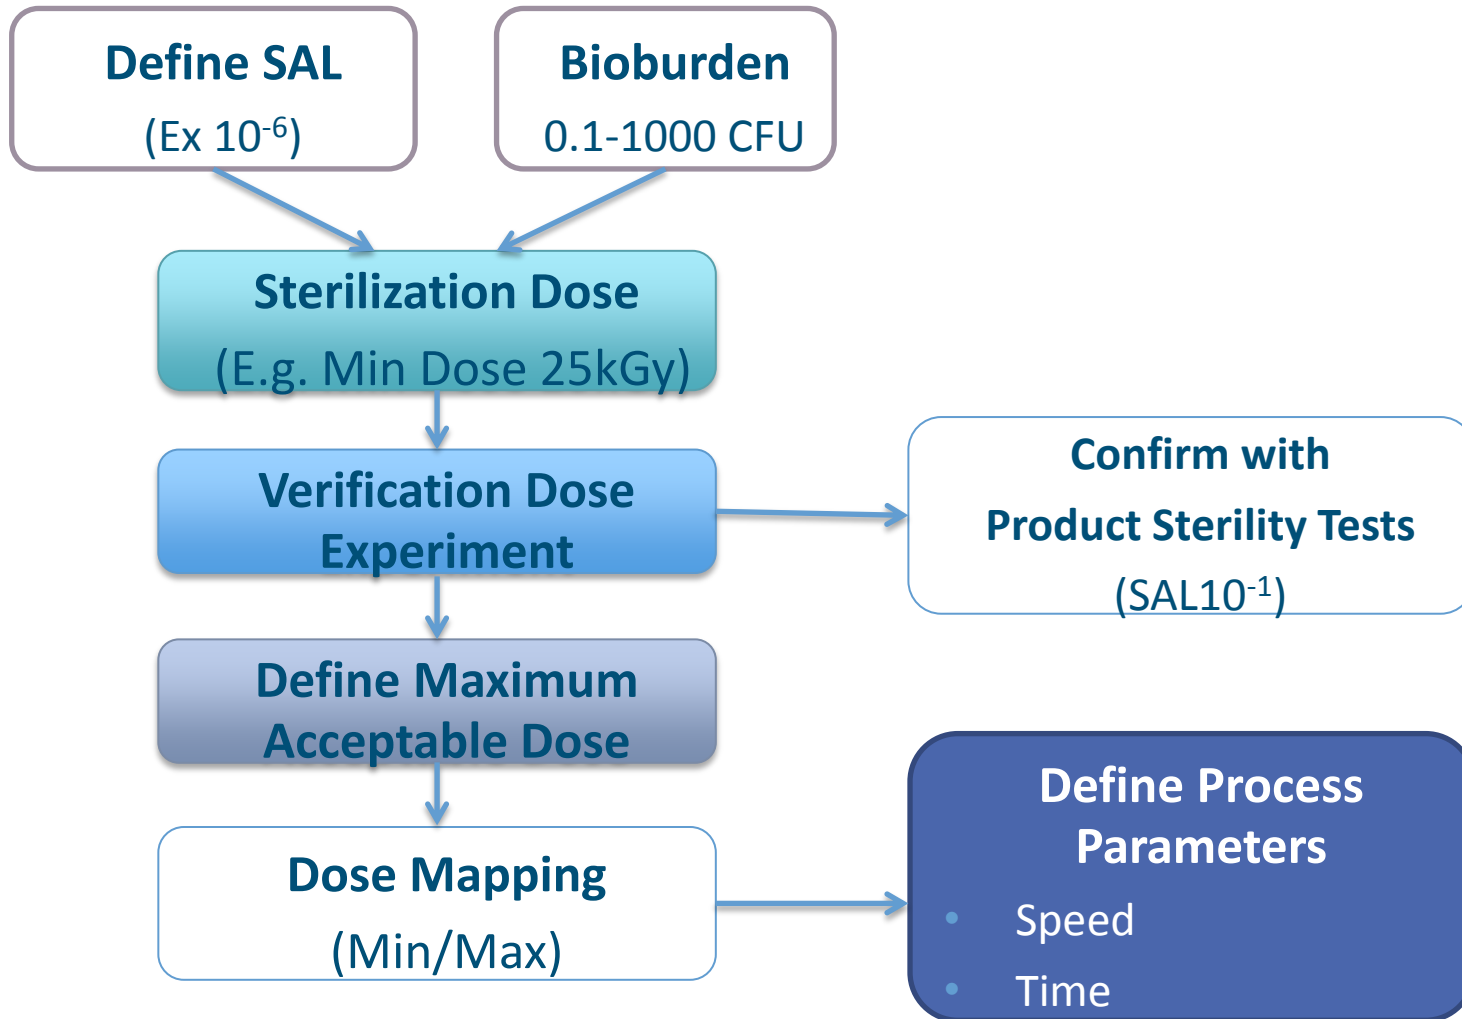 Define SAL
(Ex 10⁻⁶)
Bioburden
0.1-1000 CFU
Sterilization Dose
(E.g. Min Dose 25kGy)
Verification Dose
Experiment
Confirm with
Product Sterility Tests
(SAL10⁻¹)
Define Maximum
Acceptable Dose
Dose Mapping
(Min/Max)
Define Process
Parameters
• Speed
• Time